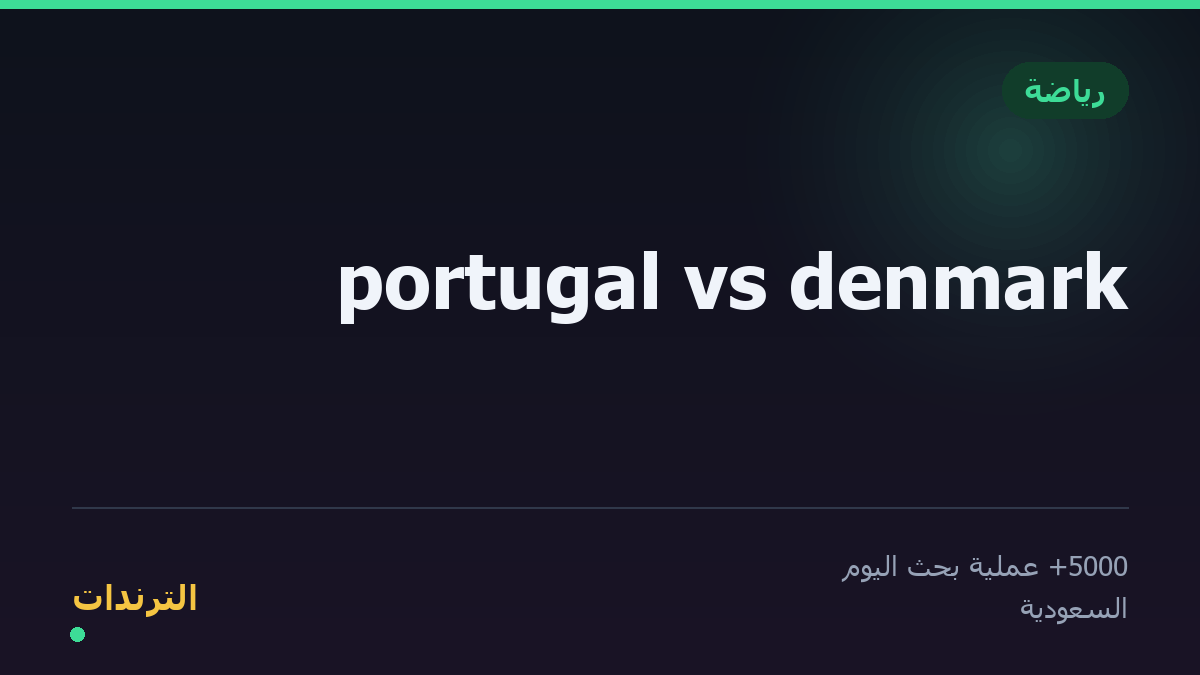 رياضة
portugal vs denmark
5000+ عملية بحث اليوم
السعودية
الترندات